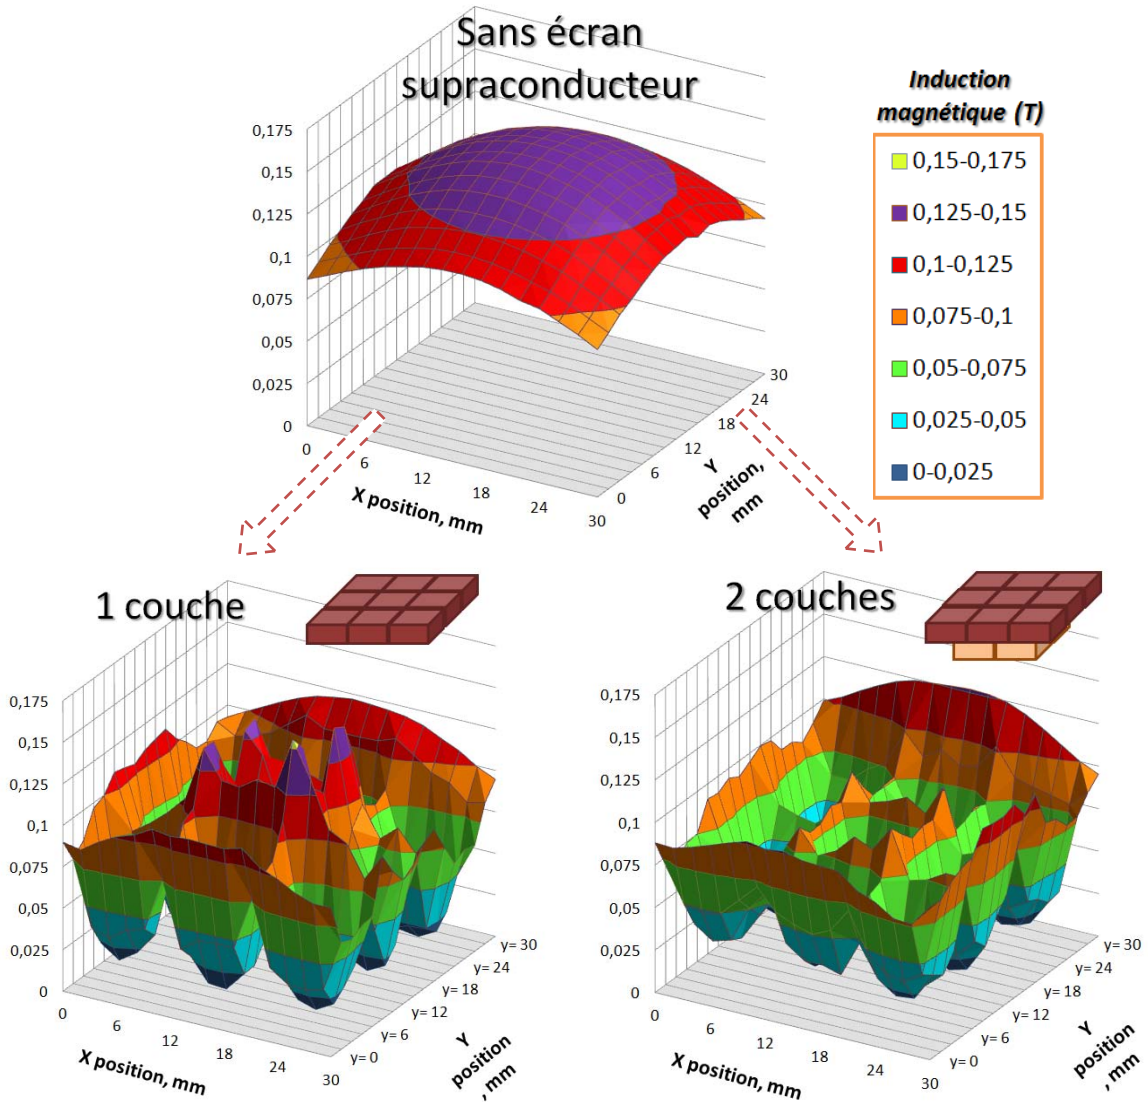 Sans écran
supraconducteur
Induction
magnétique (T)
0,15-0,175
0,125-0,15
0,1-0,125
0,075-0,1
0,05-0,075
0,025-0,05
0-0,025
0,175
0,15
0,125
0,1
0,075
0,05
0,025
0
0
6
12
18
24
30
X position, mm
0
6
12
18
24
30
Y
position,
mm
1 couche
0,175
0,15
0,125
0,1
0,075
0,05
0,025
0
0
6
12
18
24
30
X position, mm
y= 0
y= 6
y= 12
y= 18
y= 24
y= 30
Y
position
, mm
2 couches
0,175
0,15
0,125
0,1
0,075
0,05
0,025
0
0
6
12
18
24
30
X position, mm
y= 0
y= 6
y= 12
y= 18
y= 24
y= 30
Y
position
, mm